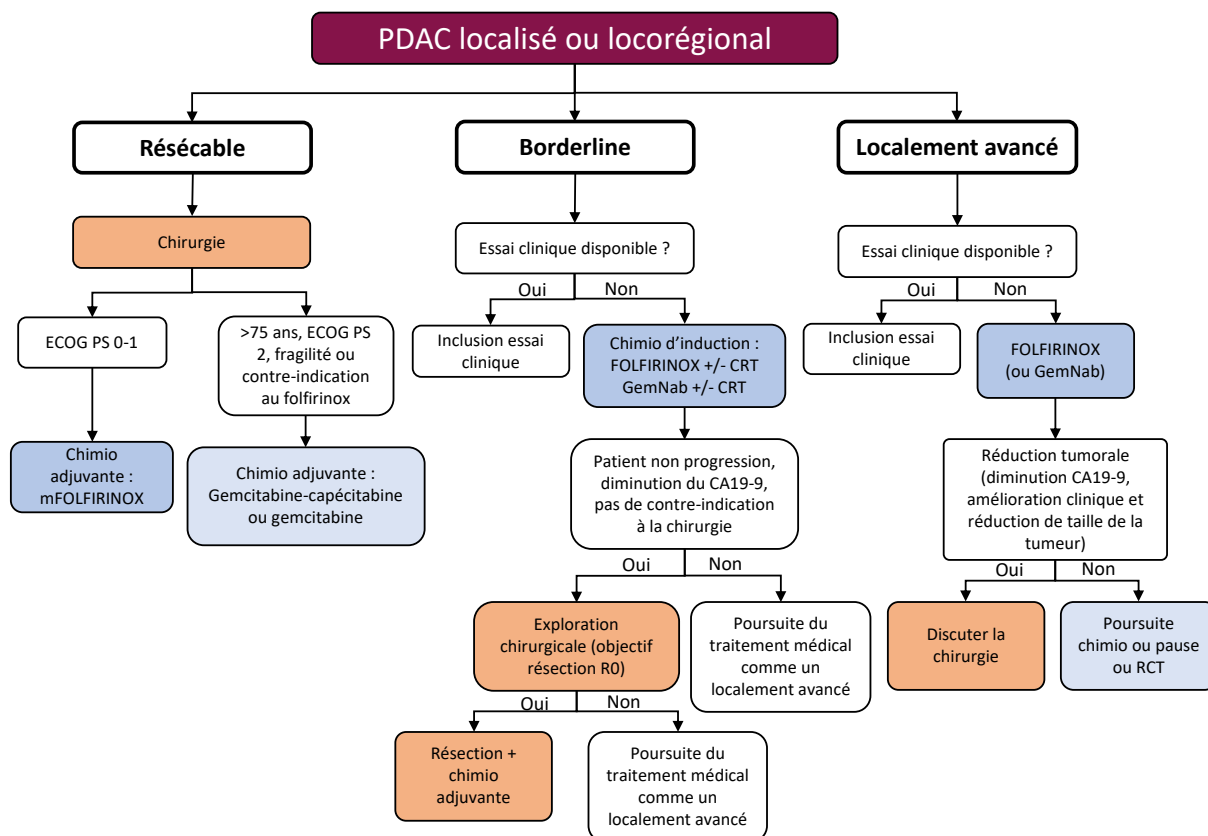 PDAC localisé ou locorégional
Résécable
Borderline
Localement avancé
Chirurgie
Essai clinique disponible ?
Essai clinique disponible ?
Oui
Non
Oui
Non
ECOG PS 0-1
>75 ans, ECOG PS
2, fragilité ou
contre-indication
au folfirinox
Inclusion essai
clinique
Chimio d’induction :
FOLFIRINOX +/- CRT
GemNab +/- CRT
Inclusion essai
clinique
FOLFIRINOX
(ou GemNab)
Chimio
adjuvante :
mFOLFIRINOX
Chimio adjuvante :
Gemcitabine-capécitabine
ou gemcitabine
Patient non progression,
diminution du CA19-9,
pas de contre-indication
à la chirurgie
Réduction tumorale
(diminution CA19-9,
amélioration clinique et
réduction de taille de la
tumeur)
Oui
Non
Oui
Non
Exploration
chirurgicale (objectif
résection R0)
Poursuite du
traitement médical
comme un
localement avancé
Discuter la
chirurgie
Poursuite
chimio ou pause
ou RCT
Oui
Non
Résection +
chimio
adjuvante
Poursuite du
traitement médical
comme un
localement avancé